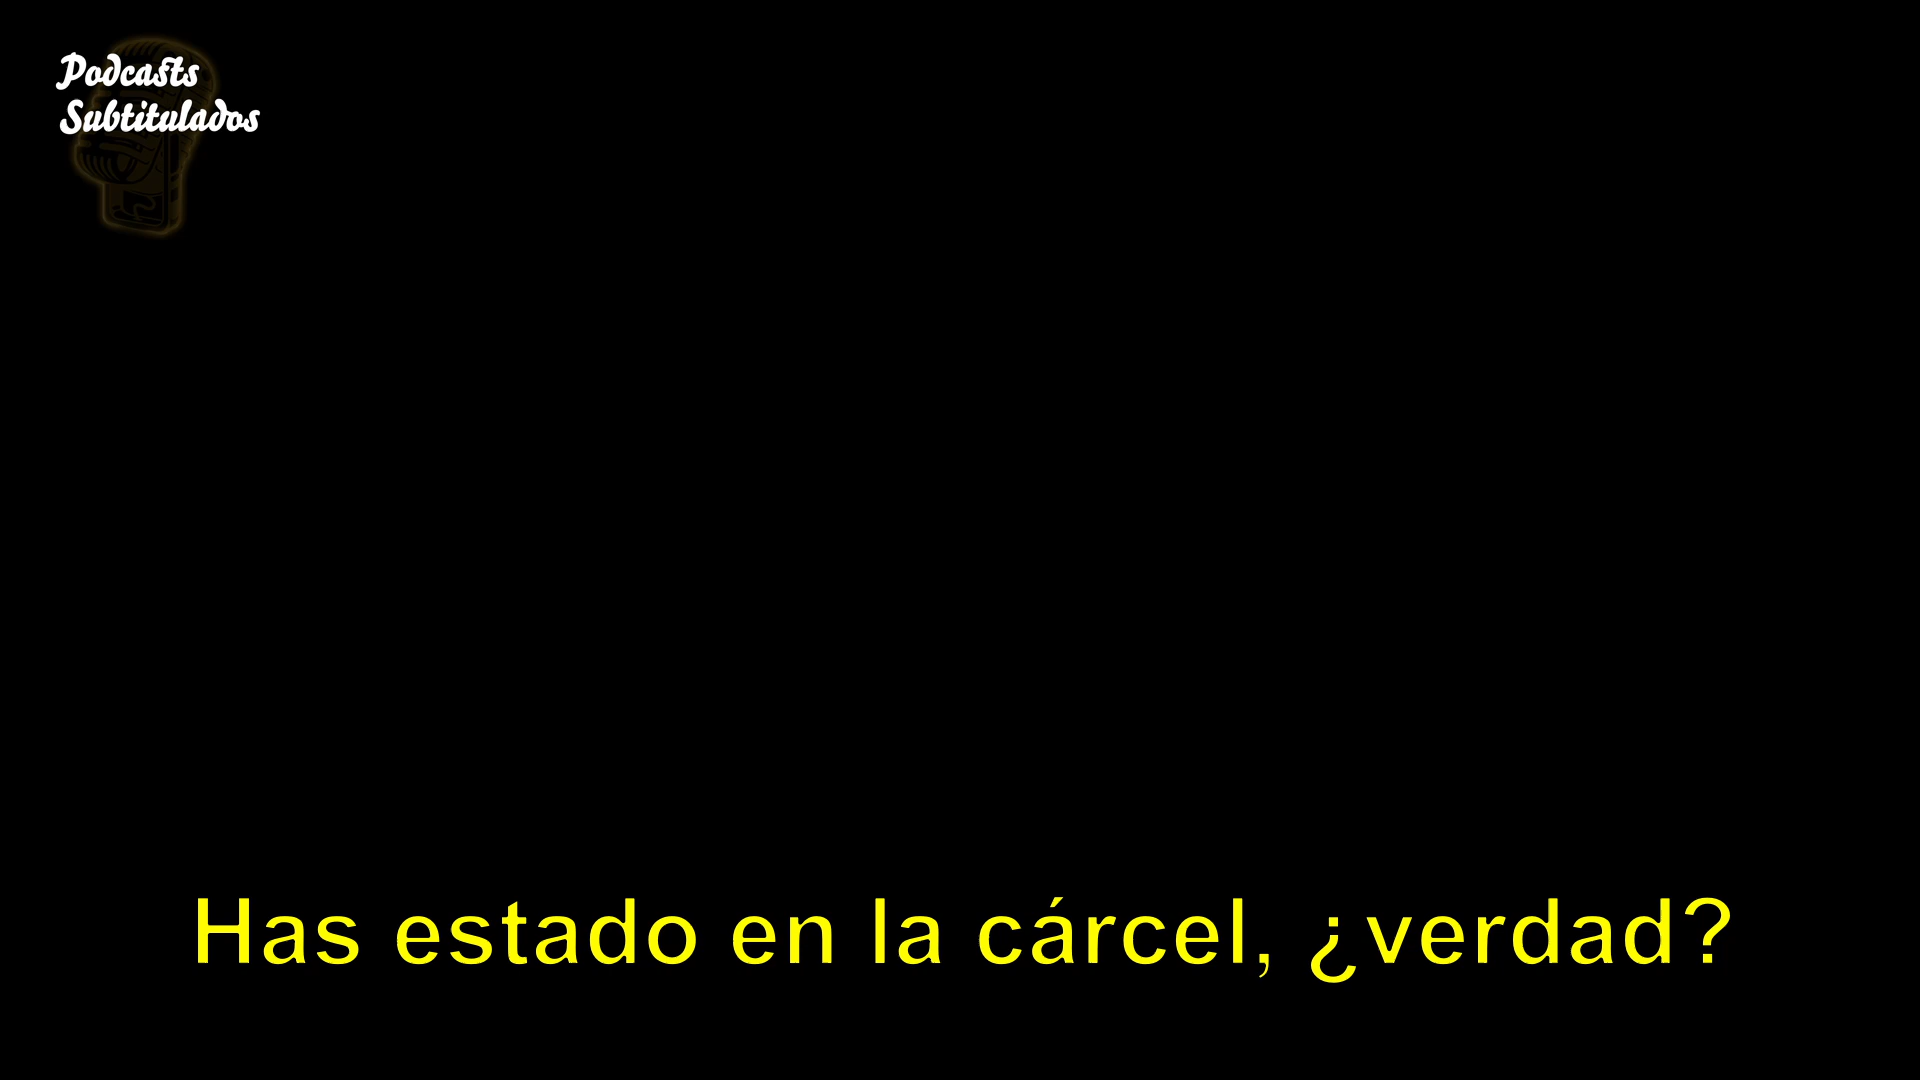 Podcasts
Subtitulados
Has estado en la cárcel, ¿verdad?